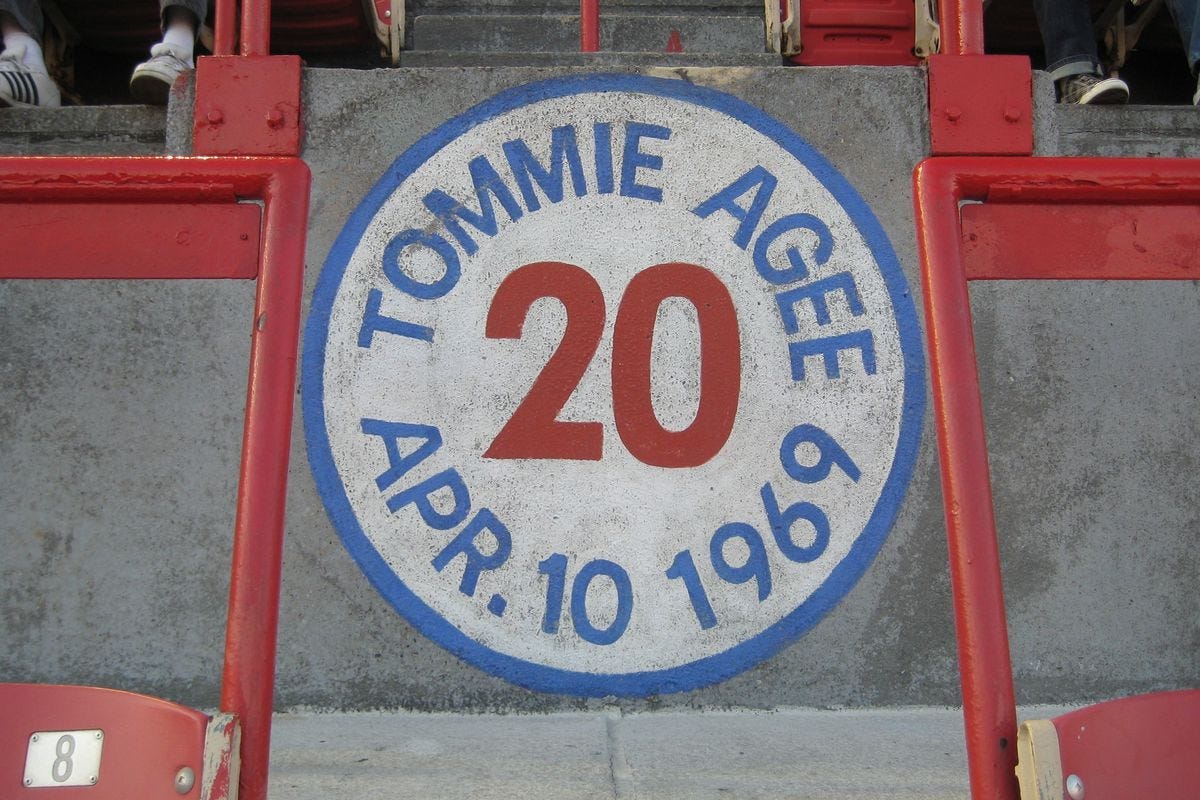 TOMMIE AGEE
20
APR. 10 1969
8